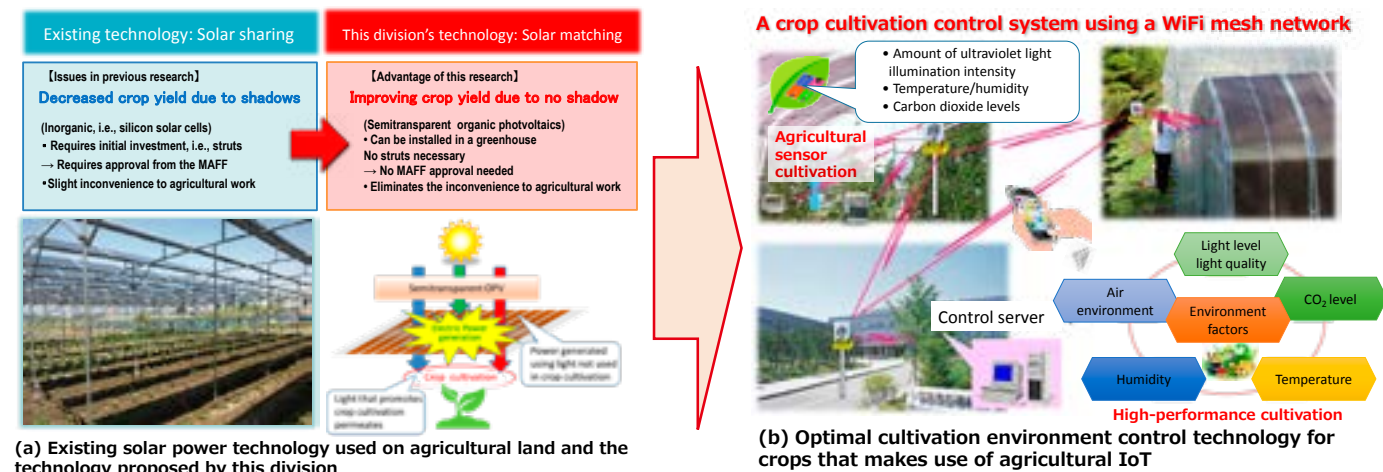 Existing technology: Solar sharing
This division's technology: Solar matching
【Issues in previous research】
Decreased crop yield due to shadows
(Inorganic, i.e., silicon solar cells)
• Requires initial investment, i.e., struts
→ Requires approval from the MAFF
•Slight inconvenience to agricultural work
【Advantage of this research】
Improving crop yield due to no shadow
(Semitransparent organic photovoltaics)
• Can be installed in a greenhouse
No struts necessary
→ No MAFF approval needed
• Eliminates the inconvenience to agricultural work
Semitransparent OPV
Electric Power
generation
Power generated
using light not used
in crop cultivation
Crop cultivation
Light that promotes
crop cultivation
permeates
(a) Existing solar power technology used on agricultural land and the
technology proposed by this division
A crop cultivation control system using a WiFi mesh network
• Amount of ultraviolet light
illumination intensity
• Temperature/humidity
• Carbon dioxide levels
Agricultural
sensor
cultivation
Control server
Light level
light quality
Air
environment
CO₂ level
Environment
factors
Humidity
Temperature
High-performance cultivation
(b) Optimal cultivation environment control technology for
crops that makes use of agricultural IoT